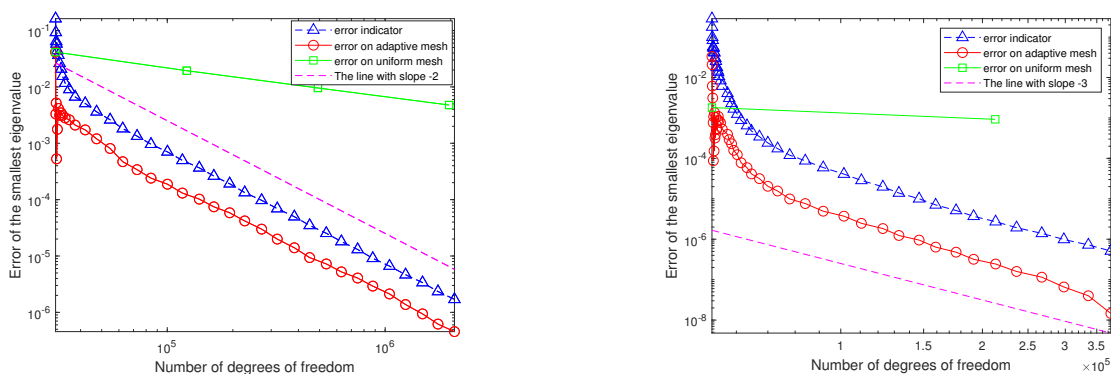 10^-1
10^-2
10^-3
10^-4
10^-5
10^-6
Error of the smallest eigenvalue
10^5
10^6
Number of degrees of freedom
error indicator
error on adaptive mesh
error on uniform mesh
The line with slope -2
10^-2
10^-4
10^-6
10^-8
Error of the smallest eigenvalue
1
1.5
2
2.5
3
3.5
×10^5
Number of degrees of freedom
error indicator
error on adaptive mesh
error on uniform mesh
The line with slope -3